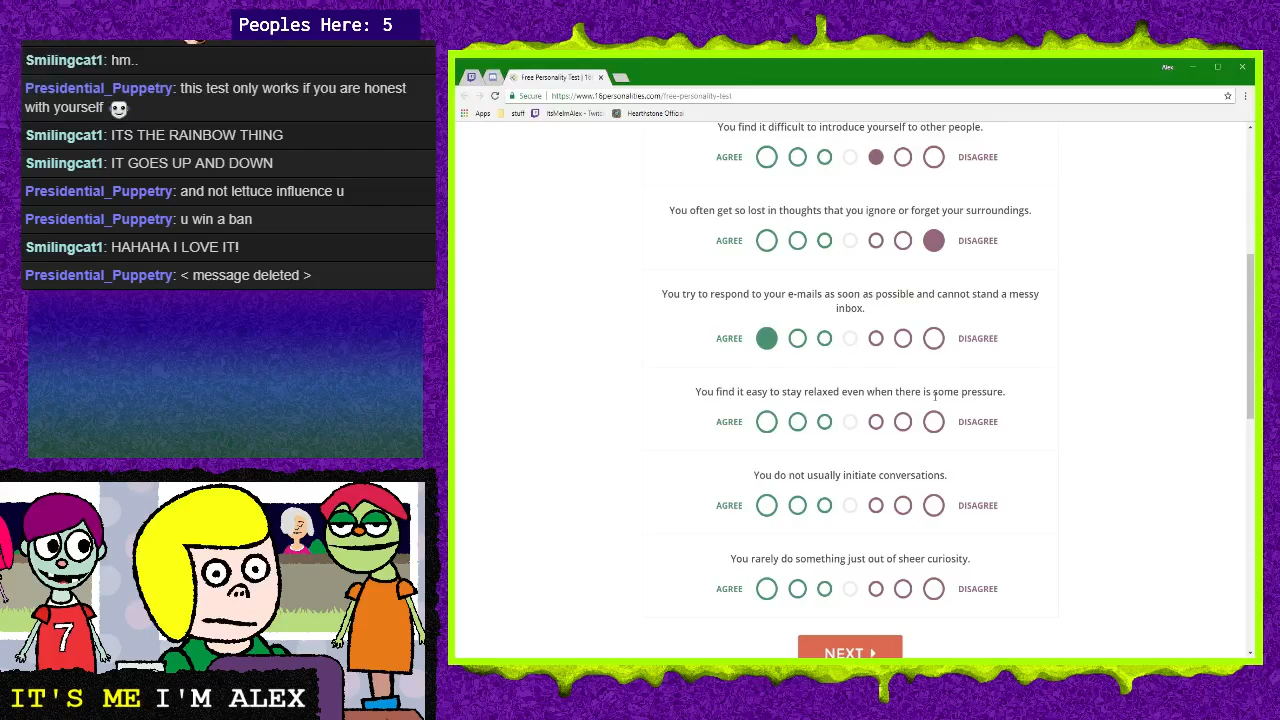 Peoples Here: 5
Smilingcat1: hm..
Presidential_Puppetry: this test only works if you are honest
with yourself
Smilingcat1: ITS THE RAINBOW THING
Smilingcat1: IT GOES UP AND DOWN
Presidential_Puppetry: and not lettuce influence u
Presidential_Puppetry: u win a ban
Smilingcat1: HAHAHA I LOVE IT!
Presidential_Puppetry: < message deleted >
7
IT'S ME I'M ALEX
Free Personality Test | 16
Alex
Secure https://www.16personalities.com/free-personality-test
Apps stuff ItsMeImAlex - Twitc Hearthstone Official
You find it difficult to introduce yourself to other people.
AGREE DISAGREE
You often get so lost in thoughts that you ignore or forget your surroundings.
AGREE DISAGREE
You try to respond to your e-mails as soon as possible and cannot stand a messy
inbox.
AGREE DISAGREE
You find it easy to stay relaxed even when there is some pressure.
AGREE DISAGREE
You do not usually initiate conversations.
AGREE DISAGREE
You rarely do something just out of sheer curiosity.
AGREE DISAGREE
NEXT